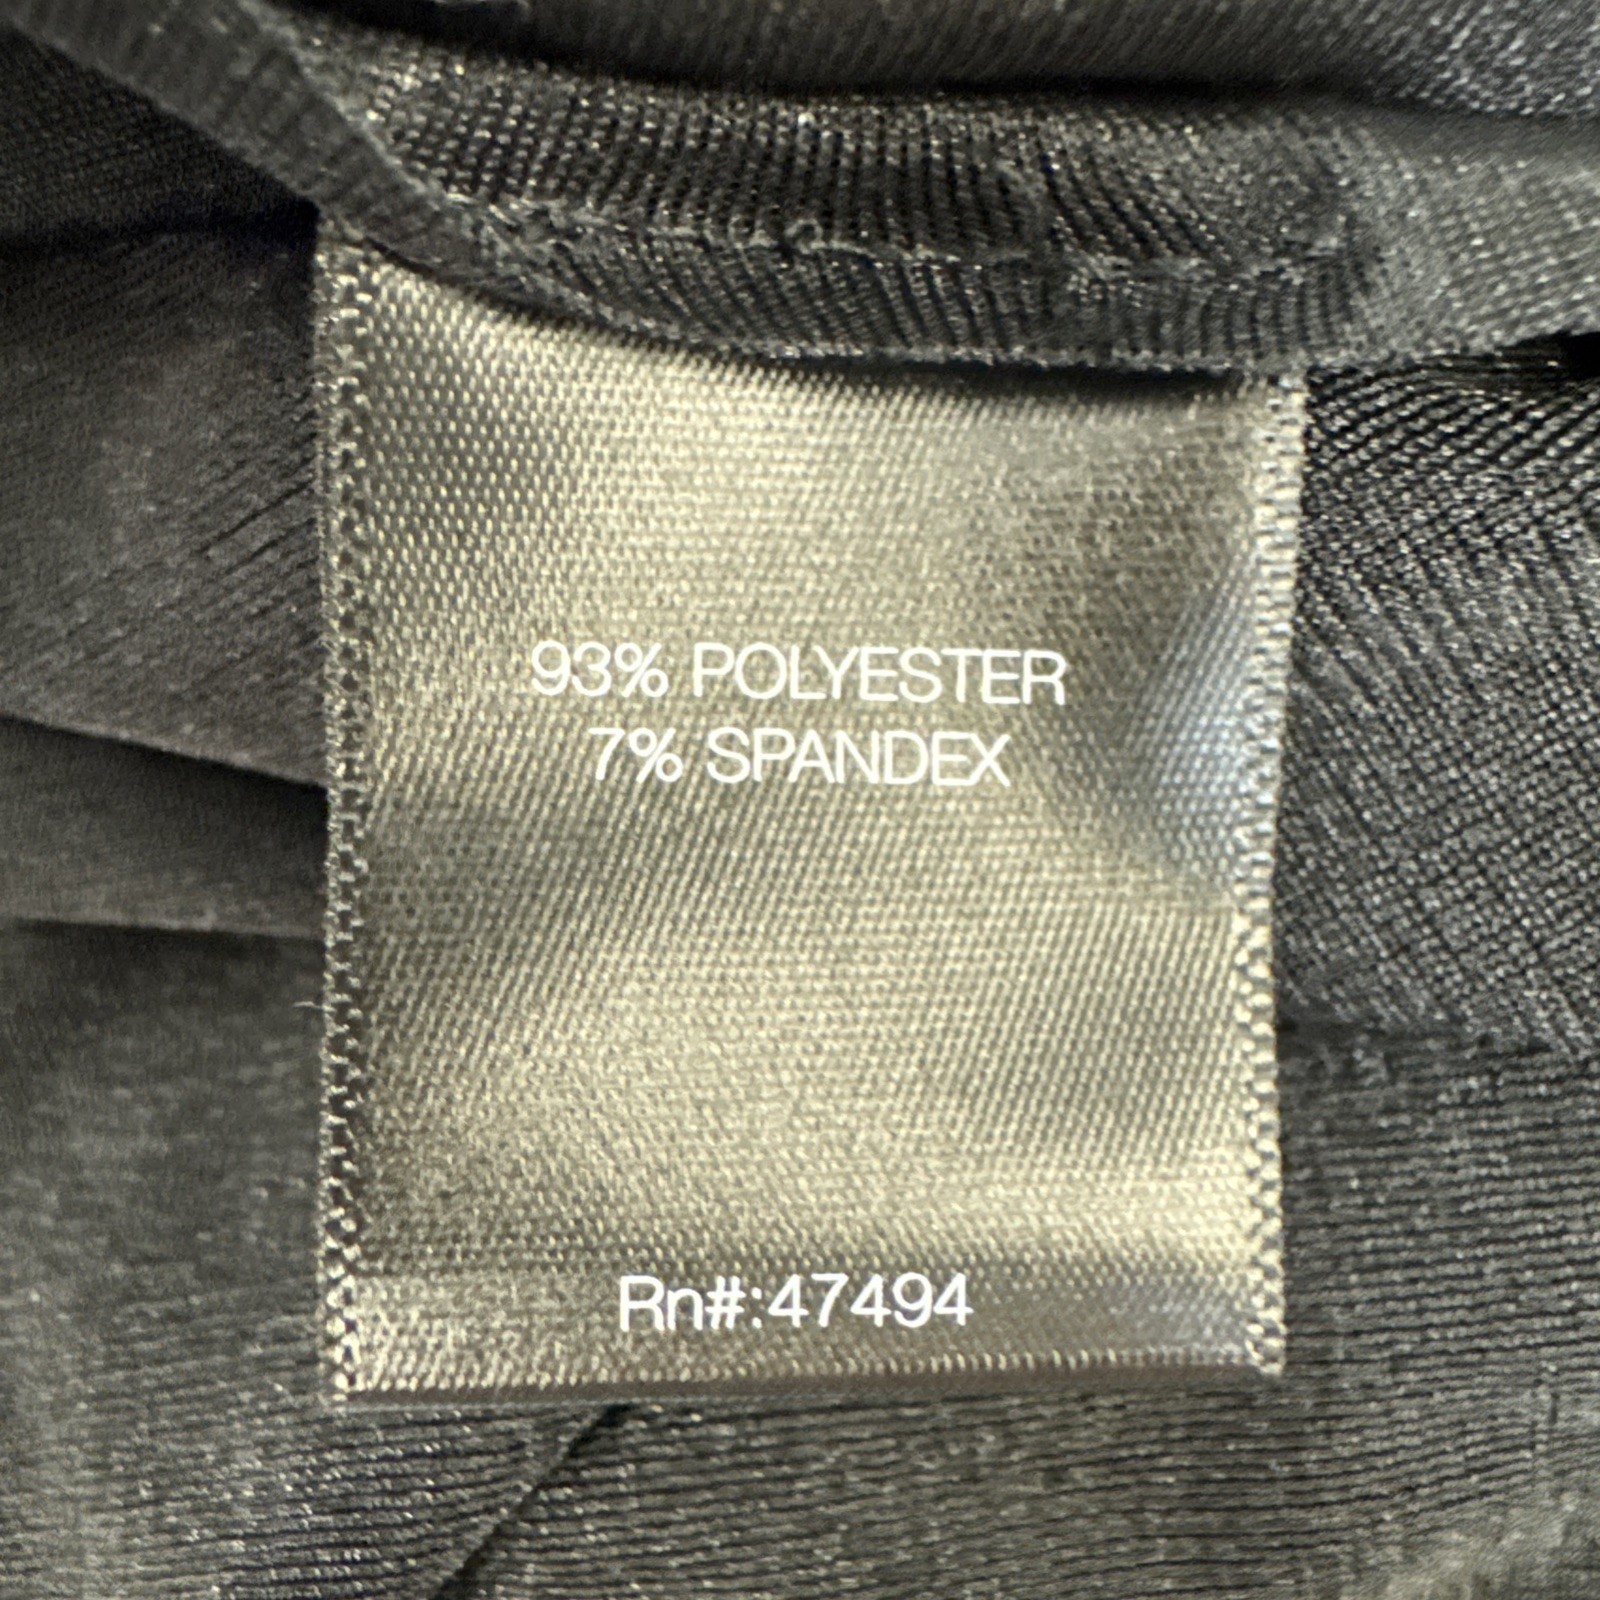 93% POLYESTER
7% SPANDEX
Rn#:47494